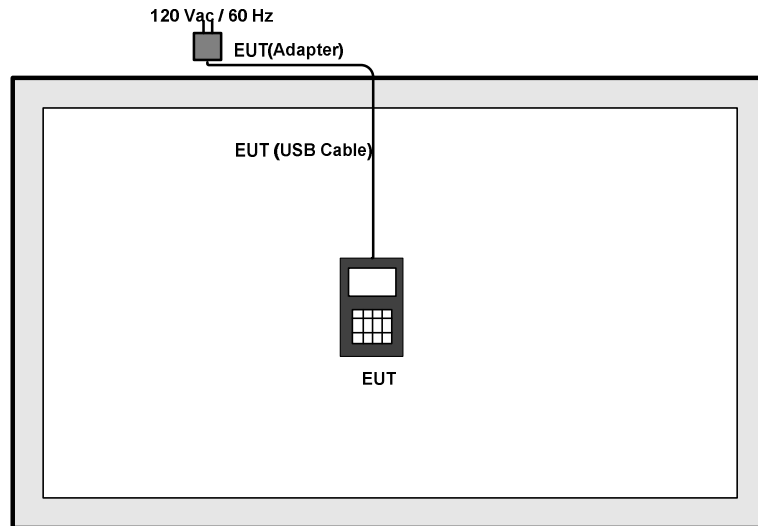 120 Vac / 60 Hz
EUT(Adapter)
EUT (USB Cable)
EUT